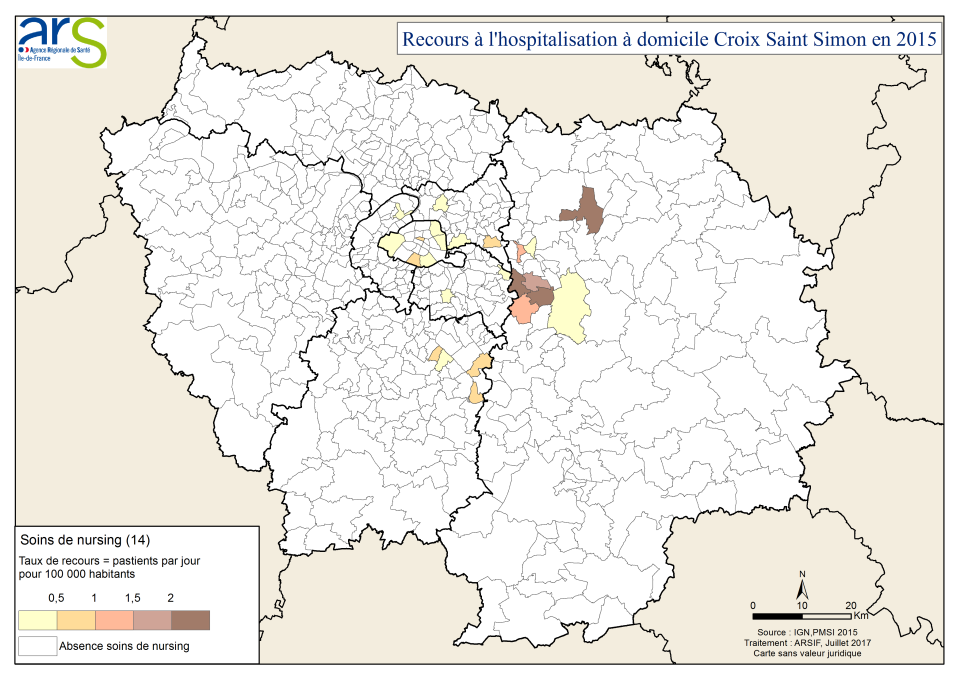 ars
Agence Régionale de Santé
Île-de-France
Recours à l'hospitalisation à domicile Croix Saint Simon en 2015
Soins de nursing (14)
Taux de recours = pastients par jour
pour 100 000 habitants
0,5 1 1,5 2
Absence soins de nursing
N
0 10 20
Km
Source : IGN,PMSI 2015
Traitement : ARSIF, Juillet 2017
Carte sans valeur juridique